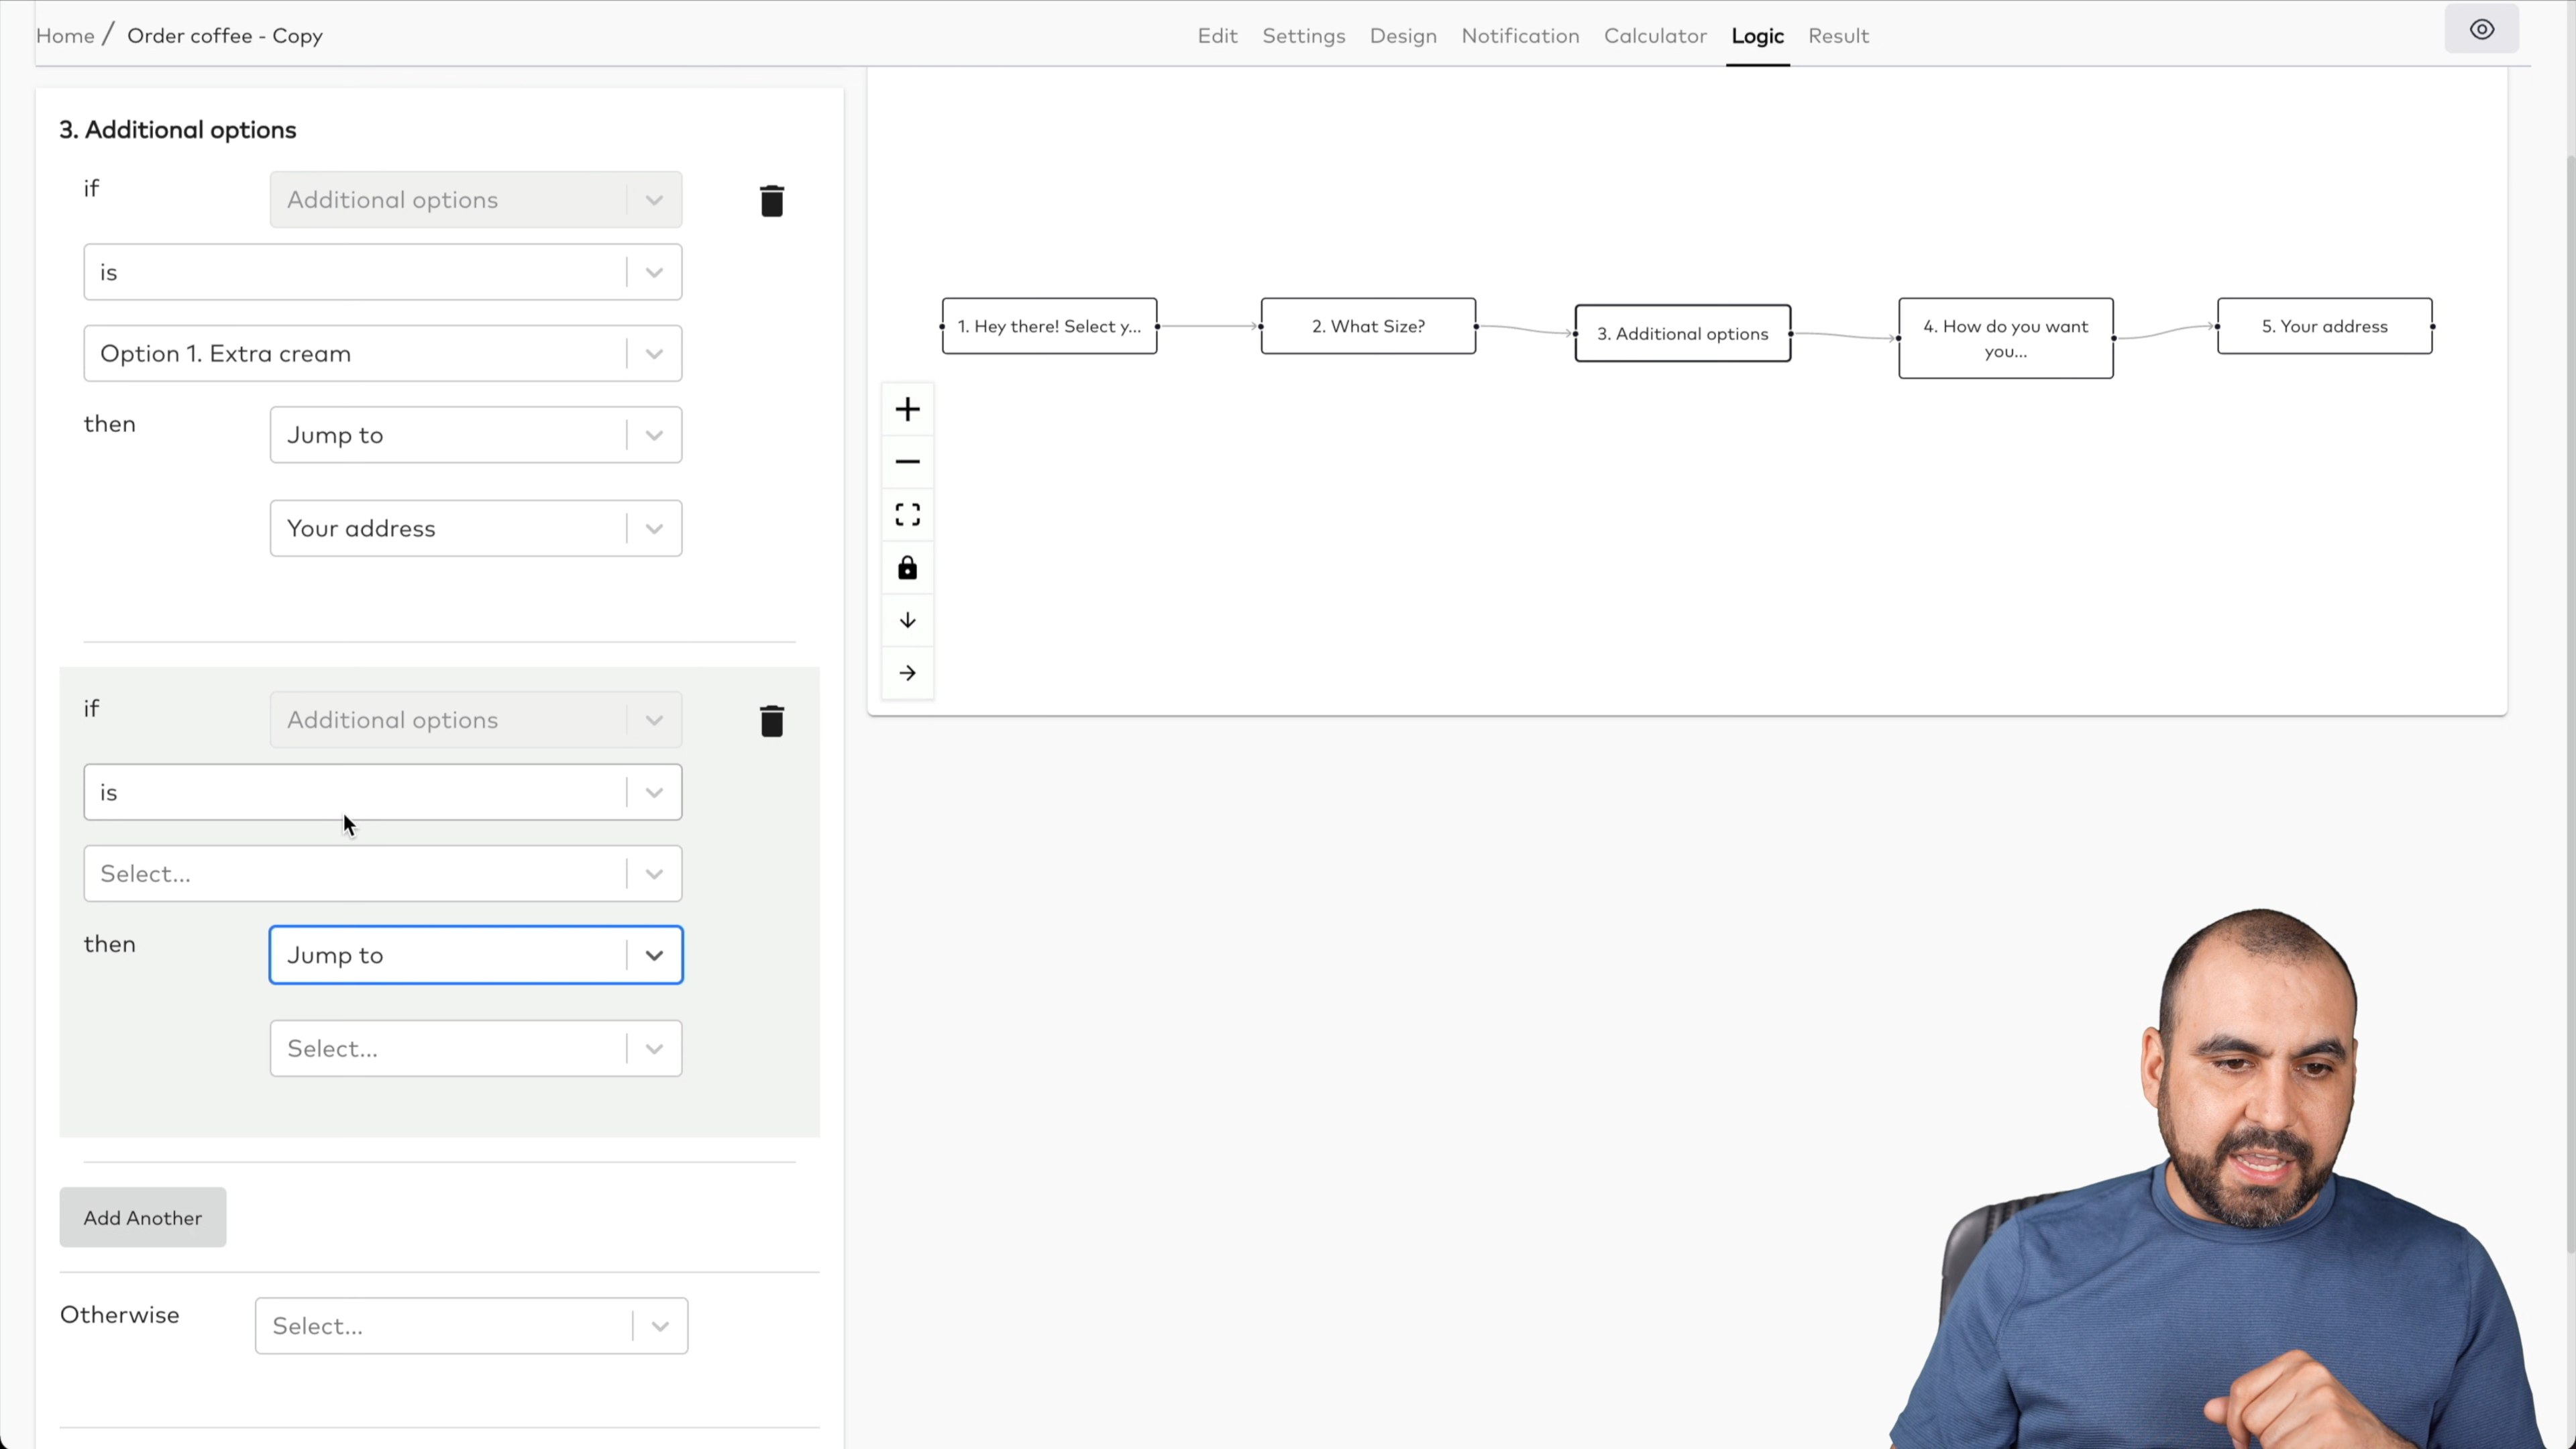 Home / Order coffee - Copy
Edit Settings Design Notification Calculator Logic Result
3. Additional options
if Additional options
is
Option 1. Extra cream
then Jump to
Your address
if Additional options
is
Select...
then Jump to
Select...
Add Another
Otherwise Select...
1. Hey there! Select y...
2. What Size?
3. Additional options
4. How do you want
you...
5. Your address